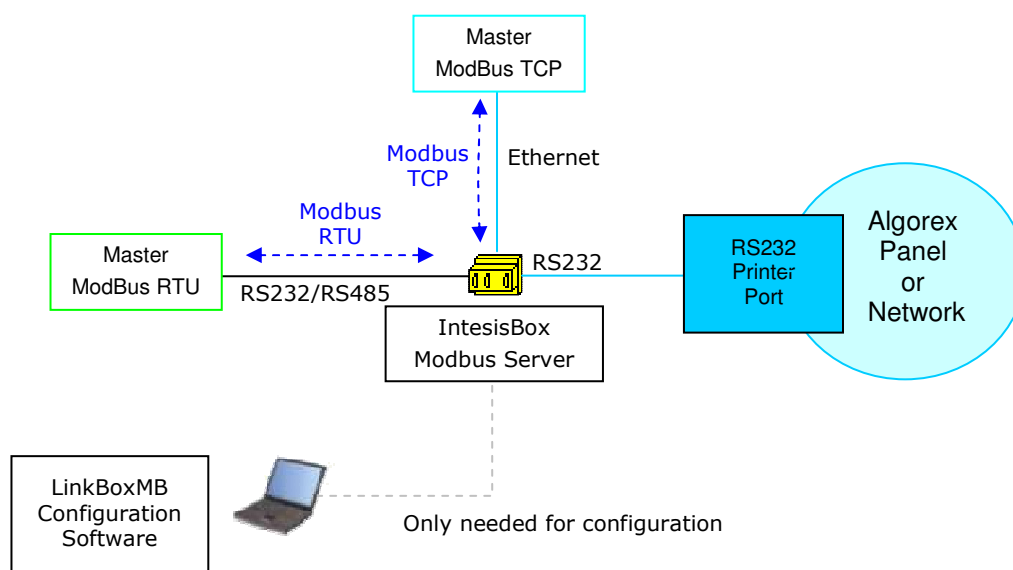 Master
ModBus TCP
Modbus
TCP
Ethernet
Modbus
RTU
Master
ModBus RTU
RS232/RS485
RS232
RS232
Printer
Port
Algorex
Panel
or
Network
IntesisBox
Modbus Server
LinkBoxMB
Configuration
Software
Only needed for configuration